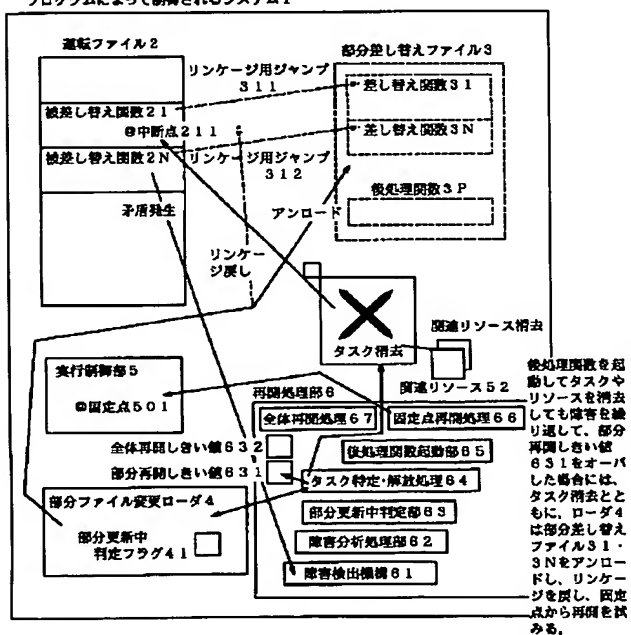 プログラムによって制御されるシステム1
運転ファイル2
部分差し替えファイル3
リンケージ用ジャンプ
311
差し替え関数31
被差し替え関数21
@中断点211
差し替え関数3N
被差し替え関数2N
リンケージ用ジャンプ
312
後処理関数3P
矛盾発生
アンロード
リンケー
ジ戻し
タスク消去
関連リソース消去
関連リソース52
実行制御部5
@固定点501
再開処理部6
全体再開処理67
固定点再開処理66
全体再開しきい値632
後処理関数起動部65
部分再開しきい値631
タスク特定・解放処理64
部分ファイル変更ローダ4
部分更新中判定部63
部分更新中
判定フラグ41
障害分析処理部62
障害検出機構61
後処理関数を起
動してタスクや
リソースを消去
しても障害を繰
り返して、部分
再開しきい値
631をオーバ
した場合には、
タスク消去とと
もに、ローダ4
は部分差し替え
ファイル31・
3Nをアンロー
ドし、リンケー
ジを戻し、固定
点から再開を試
みる。